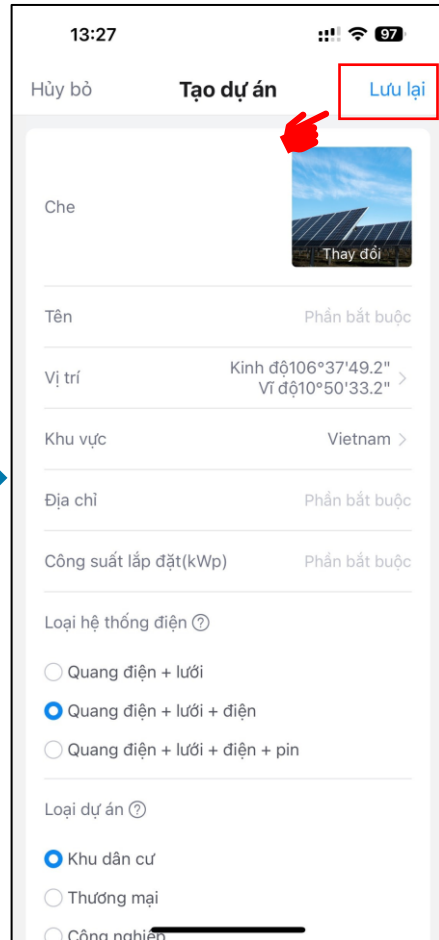 13:27
97
Hủy bỏ Tạo dự án Lưu lại
Che
Thay đổi
Tên Phần bắt buộc
Vị trí Kinh độ106°37'49.2"
Vĩ độ10°50'33.2"
Khu vực Vietnam
Địa chỉ Phần bắt buộc
Công suất lắp đặt(kWp) Phần bắt buộc
Loại hệ thống điện ?
Quang điện + lưới
Quang điện + lưới + điện
Quang điện + lưới + điện + pin
Loại dự án ?
Khu dân cư
Thương mại
Công nghiệp